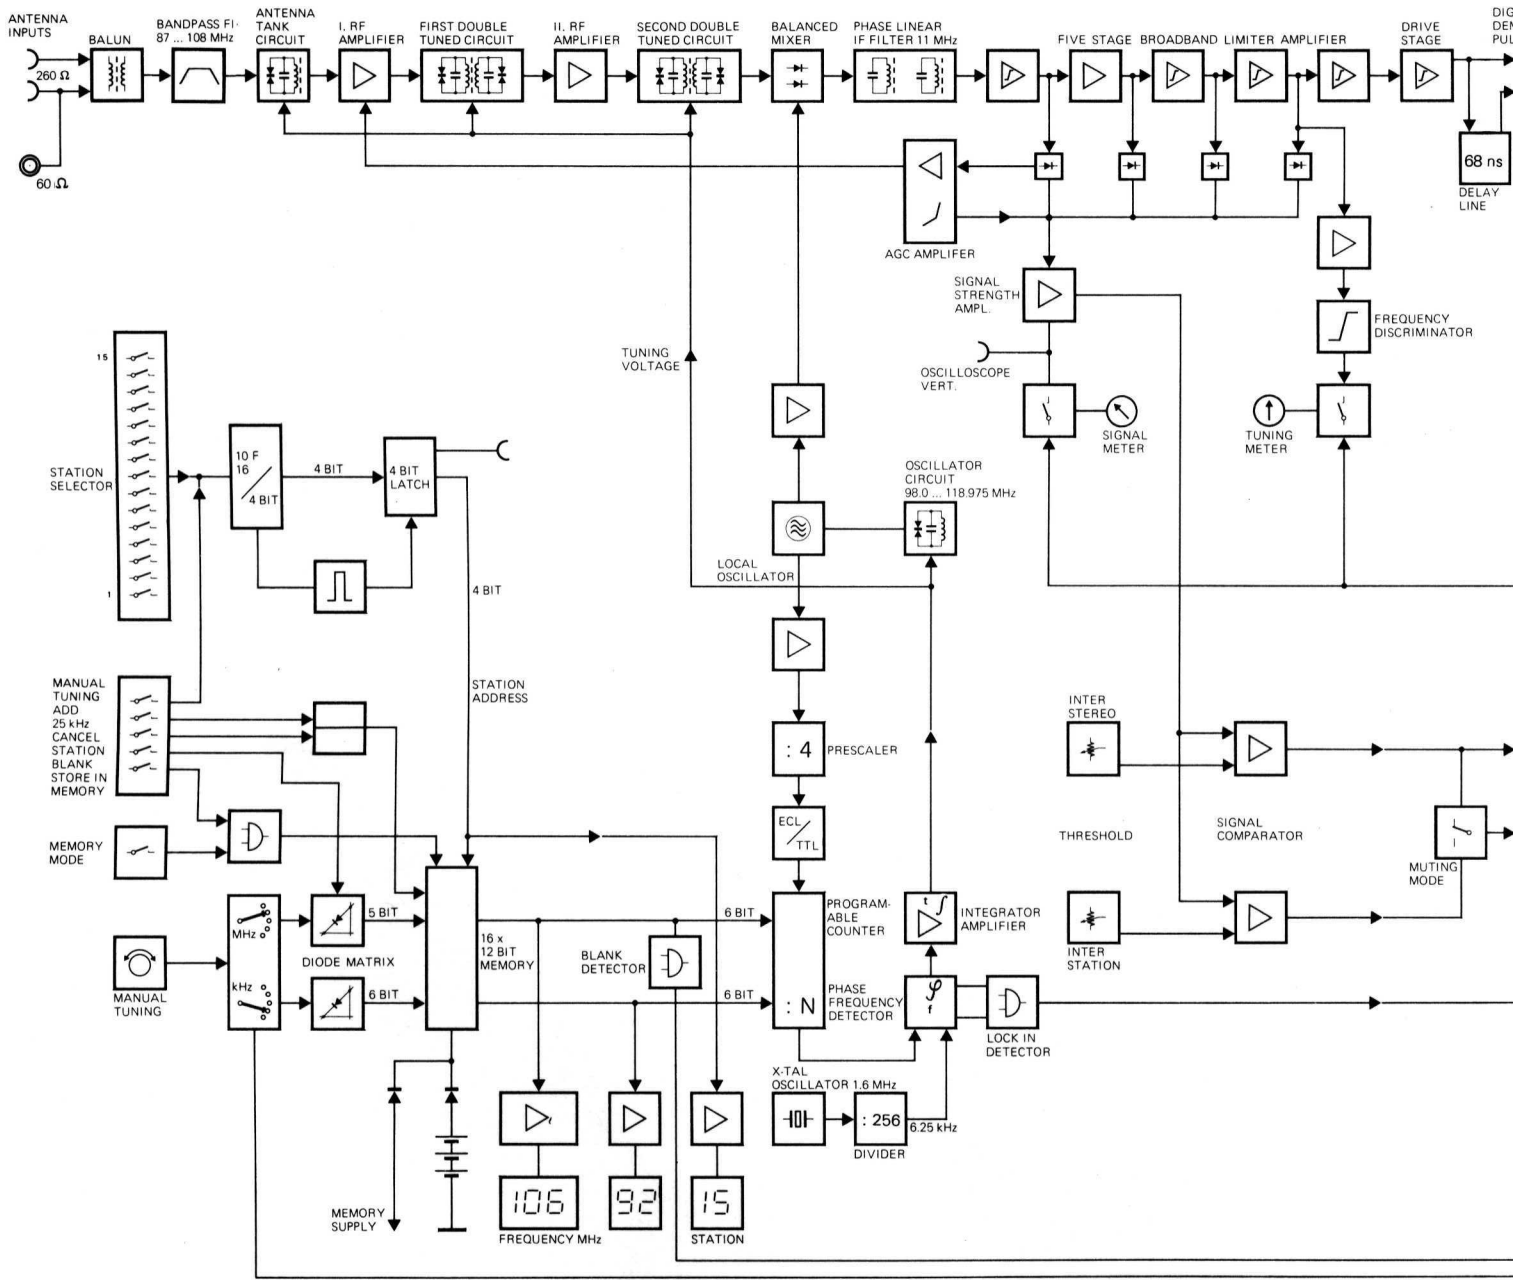 ANTENNA
INPUTS
260 Ω
60 Ω
BALUN
BANDPASS FI-
87 ... 108 MHz
ANTENNA
TANK
CIRCUIT
I. RF
AMPLIFIER
FIRST DOUBLE
TUNED CIRCUIT
II. RF
AMPLIFIER
SECOND DOUBLE
TUNED CIRCUIT
BALANCED
MIXER
PHASE LINEAR
IF FILTER 11 MHz
FIVE STAGE BROADBAND LIMITER AMPLIFIER
DRIVE
STAGE
DIG
DEM
PUL
68 ns
DELAY
LINE
AGC AMPLIFER
SIGNAL
STRENGTH
AMPL.
FREQUENCY
DISCRIMINATOR
OSCILLOSCOPE
VERT.
SIGNAL
METER
TUNING
METER
TUNING
VOLTAGE
15
STATION
SELECTOR
1
10 F
16
4 BIT
4 BIT
4 BIT
LATCH
4 BIT
OSCILLATOR
CIRCUIT
98.0 ... 118.975 MHz
LOCAL
OSCILLATOR
MANUAL
TUNING
ADD
25 kHz
CANCEL
STATION
BLANK
STORE IN
MEMORY
STATION
ADDRESS
: 4
PRESCALER
INTER
STEREO
ECL
TTL
THRESHOLD
SIGNAL
COMPARATOR
MEMORY
MODE
MUTING
MODE
MHz
kHz
5 BIT
DIODE MATRIX
6 BIT
16 x
12 BIT
MEMORY
BLANK
DETECTOR
6 BIT
6 BIT
PROGRAM-
ABLE
COUNTER
: N
INTEGRATOR
AMPLIFIER
INTER
STATION
MANUAL
TUNING
PHASE
FREQUENCY
DETECTOR
φ
f
LOCK IN
DETECTOR
X-TAL
OSCILLATOR 1.6 MHz
: 256
6.25 kHz
DIVIDER
MEMORY
SUPPLY
106
92
15
FREQUENCY MHz
STATION